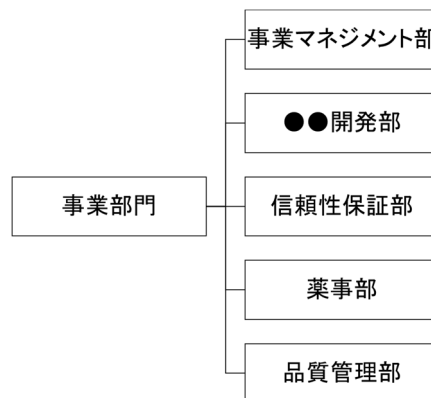 事業マネジメント部
●●開発部
事業部門
信頼性保証部
薬事部
品質管理部